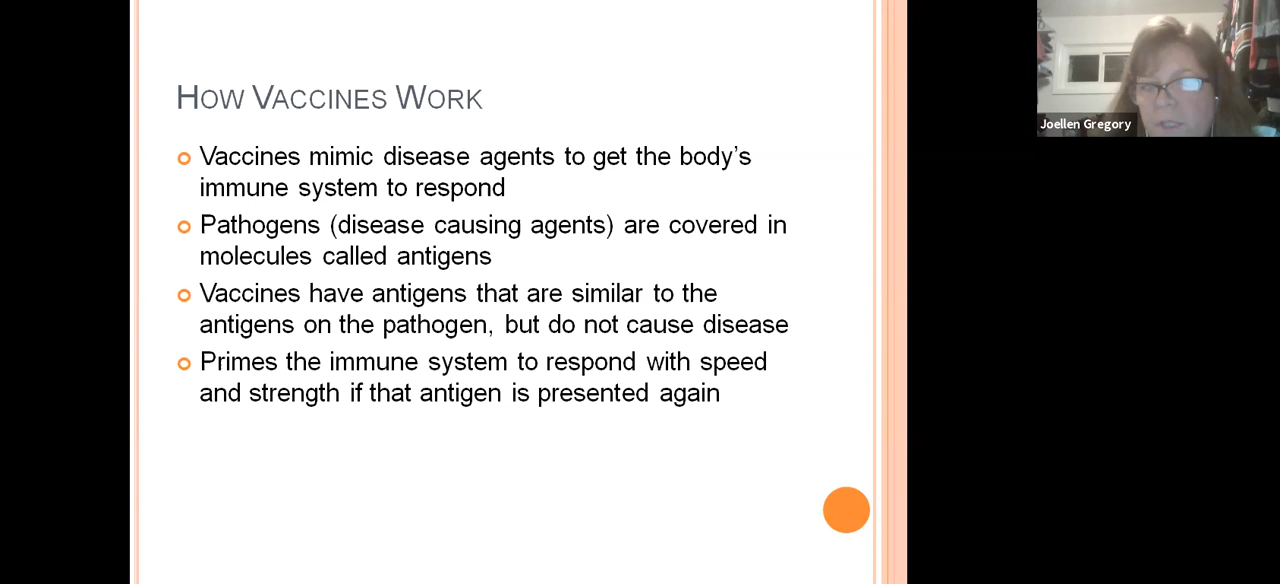 How Vaccines Work
Vaccines mimic disease agents to get the body’s
immune system to respond
Pathogens (disease causing agents) are covered in
molecules called antigens
Vaccines have antigens that are similar to the
antigens on the pathogen, but do not cause disease
Primes the immune system to respond with speed
and strength if that antigen is presented again
Joellen Gregory